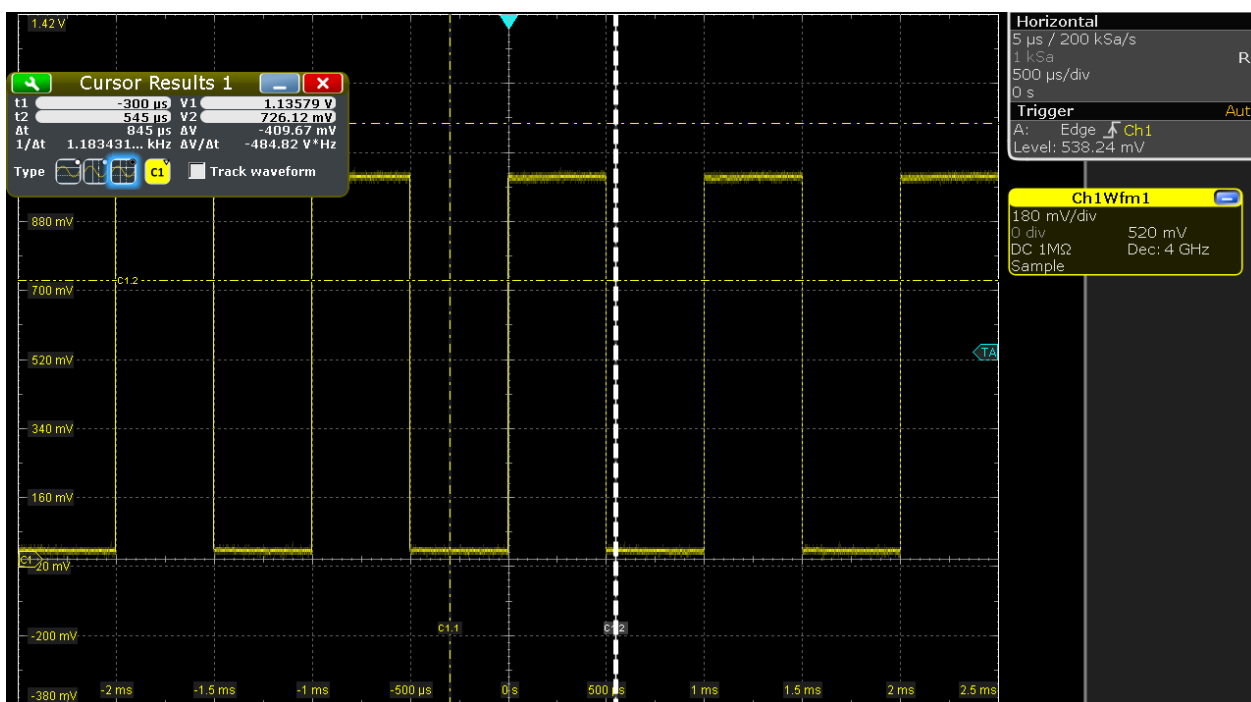 1.42 V
Cursor Results 1
t1 -300 µs V1 1.13579 V
t2 545 µs V2 726.12 mV
Δt 845 µs ΔV -409.67 mV
1/Δt 1.183431... kHz ΔV/Δt -484.82 V*Hz
Type C1 Track waveform
880 mV
C1.2
700 mV
520 mV
TA
340 mV
160 mV
C1
-20 mV
C1.1
C1.2
-200 mV
-380 mV
-2 ms
-1.5 ms
-1 ms
-500 µs
0 s
500 µs
1 ms
1.5 ms
2 ms
2.5 ms
Horizontal
5 µs / 200 kSa/s
1 kSa R
500 µs/div
0 s
Trigger Aut
A: Edge Ch1
Level: 538.24 mV
Ch1Wfm1
180 mV/div
0 div 520 mV
DC 1MΩ Dec: 4 GHz
Sample